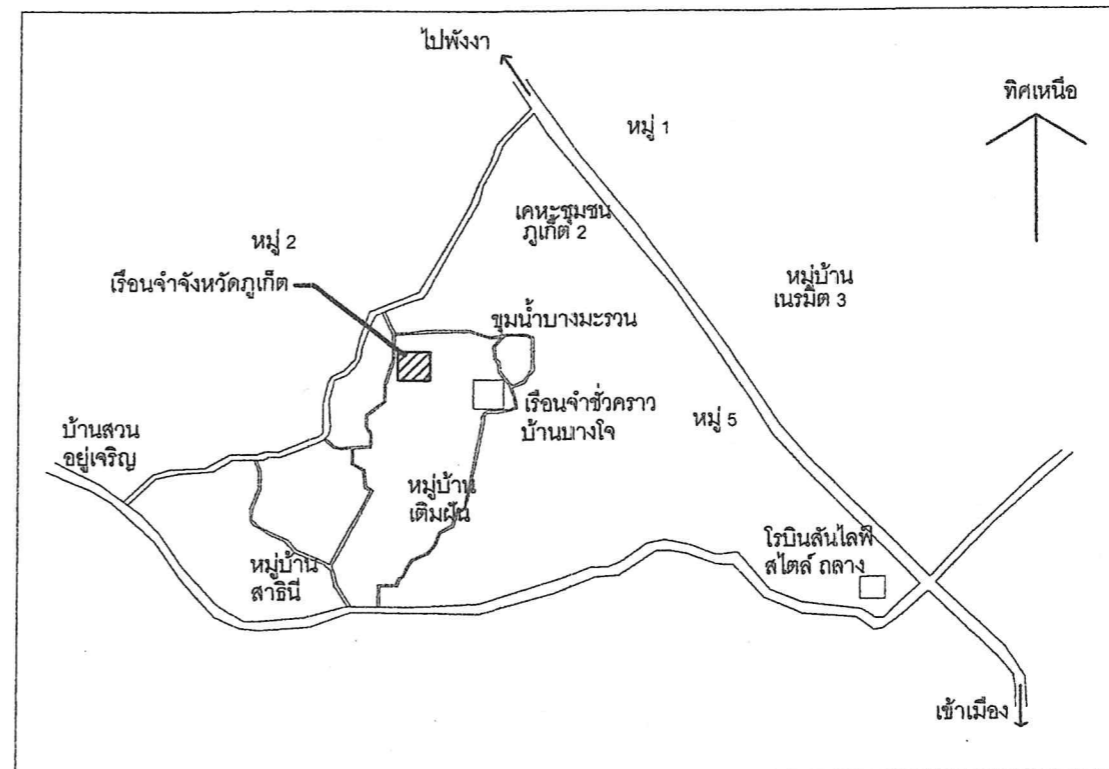 ไปพังงา
ทิศเหนือ
หมู่ 1
เคหะชุมชน
ภูเก็ต 2
หมู่ 2
เรือนจำจังหวัดภูเก็ต
หมู่บ้าน
เนรมิต 3
ขุมน้ำบางมะรวน
เรือนจำชั่วคราว
บ้านบางโจ
หมู่ 5
บ้านสวน
อยู่เจริญ
หมู่บ้าน
เติมฝัน
โรบินสันไลฟ์
สไตล์ ถลาง
หมู่บ้าน
สาธินี
เข้าเมือง